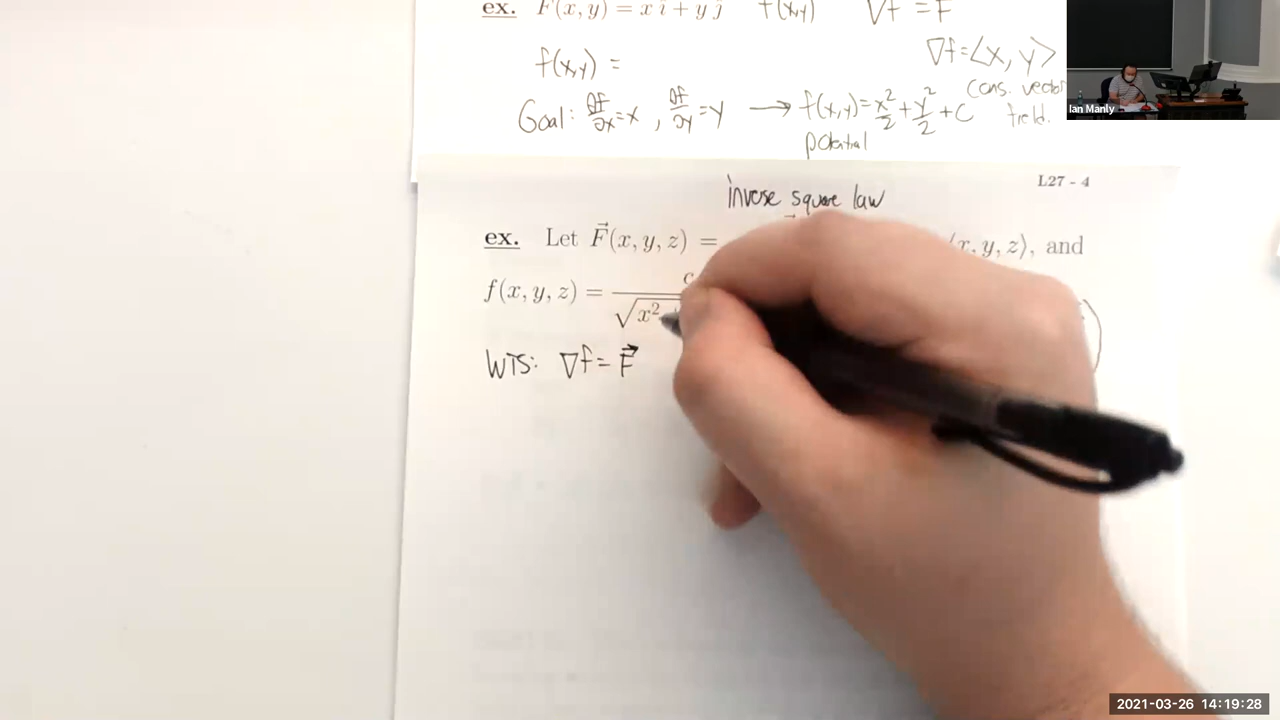 ex. F(x, y) = x i + y j f(x,y) ∇f = F
f(x,y) = ∇f = ⟨x, y⟩
Goal: ∂f/∂x = x , ∂f/∂y = y → f(x,y) = x²/2 + y²/2 + C cons. vector field.
potential
Ian Manly
L27 - 4
inverse square law
ex. Let F⃗(x, y, z) = ⟨x, y, z⟩, and
f(x, y, z) = c √x²
WTS: ∇f = F⃗
2021-03-26 14:19:28